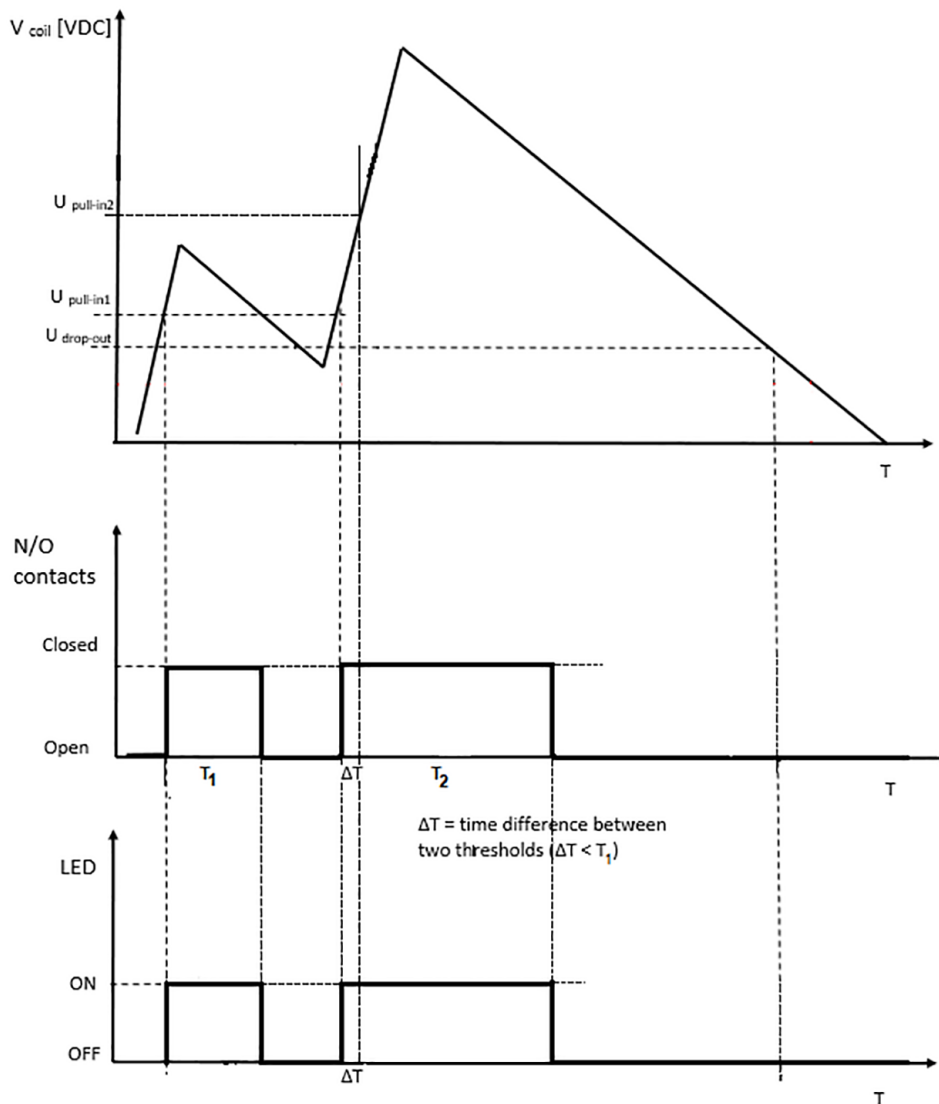 V coil [VDC]
U pull-in2
U pull-in1
U drop-out
T
N/O
contacts
Closed
Open
T1
ΔT
T2
T
ΔT = time difference between
two thresholds (ΔT < T1)
LED
ON
OFF
ΔT
T